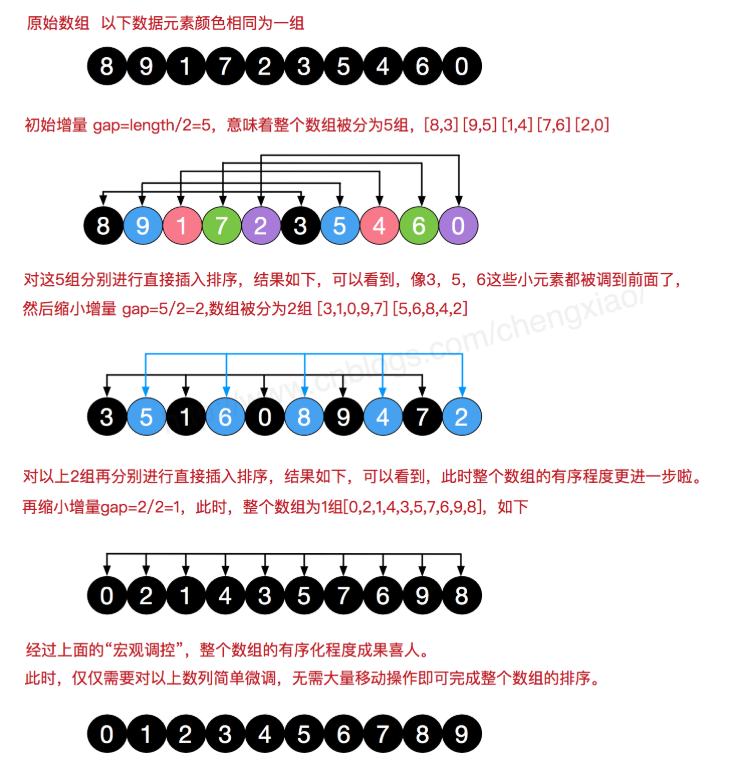 原始数组 以下数据元素颜色相同为一组
8 9 1 7 2 3 5 4 6 0
初始增量 gap=length/2=5，意味着整个数组被分为5组，[8,3] [9,5] [1,4] [7,6] [2,0]
8 9 1 7 2 3 5 4 6 0
对这5组分别进行直接插入排序，结果如下，可以看到，像3，5，6这些小元素都被调到前面了，
然后缩小增量 gap=5/2=2,数组被分为2组 [3,1,0,9,7] [5,6,8,4,2]
www.cnblogs.com/chengxiao/
3 5 1 6 0 8 9 4 7 2
对以上2组再分别进行直接插入排序，结果如下，可以看到，此时整个数组的有序程度更进一步啦。
再缩小增量gap=2/2=1，此时，整个数组为1组[0,2,1,4,3,5,7,6,9,8]，如下
0 2 1 4 3 5 7 6 9 8
经过上面的“宏观调控”，整个数组的有序化程度成果喜人。
此时，仅仅需要对以上数列简单微调，无需大量移动操作即可完成整个数组的排序。
0 1 2 3 4 5 6 7 8 9